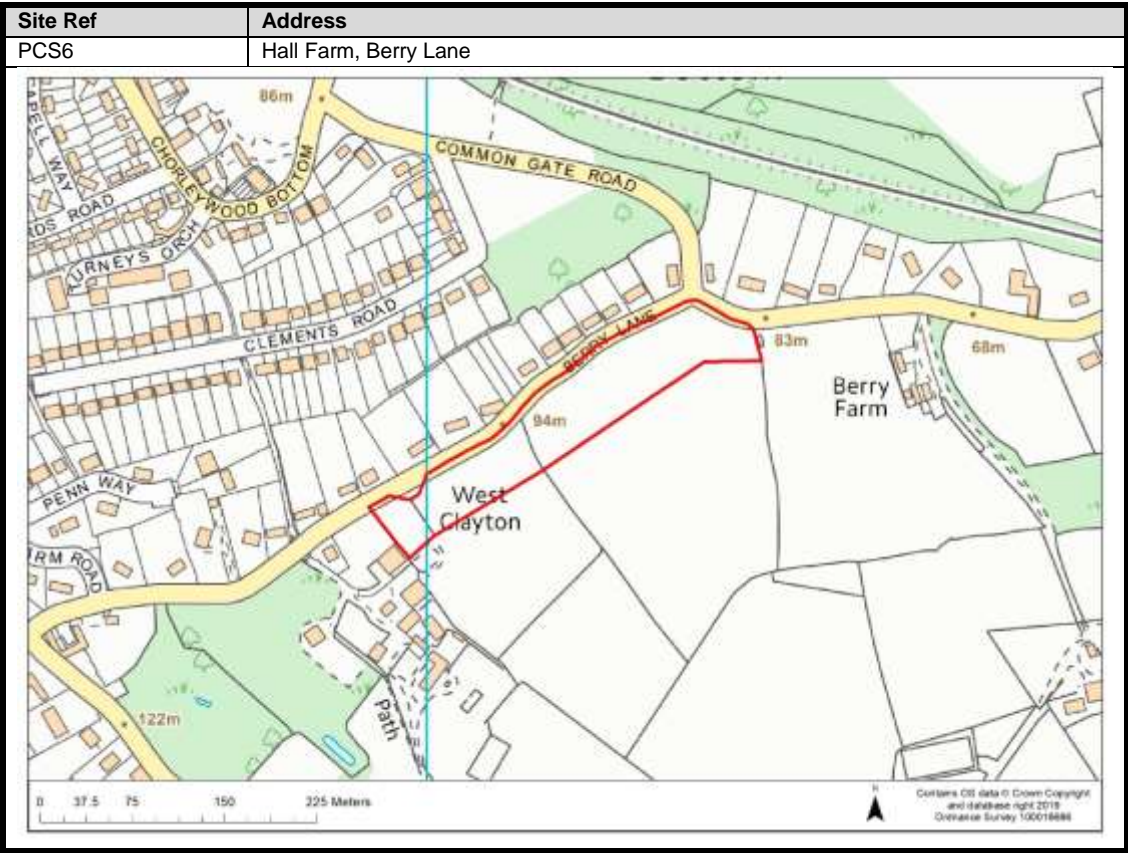 Site Ref
Address
PCS6
Hall Farm, Berry Lane
86m
CHORLEYWOOD BOTTOM
COMMON GATE ROAD
TURNEYS ORCH
CLEMENTS ROAD
BERRY LANE
83m
68m
Berry
Farm
94m
West
Clayton
PENN WAY
RM ROAD
Path
122m
0 37.5 75 150 225 Meters
N
Contains OS data © Crown Copyright
and database right 2019
Ordnance Survey 100018686